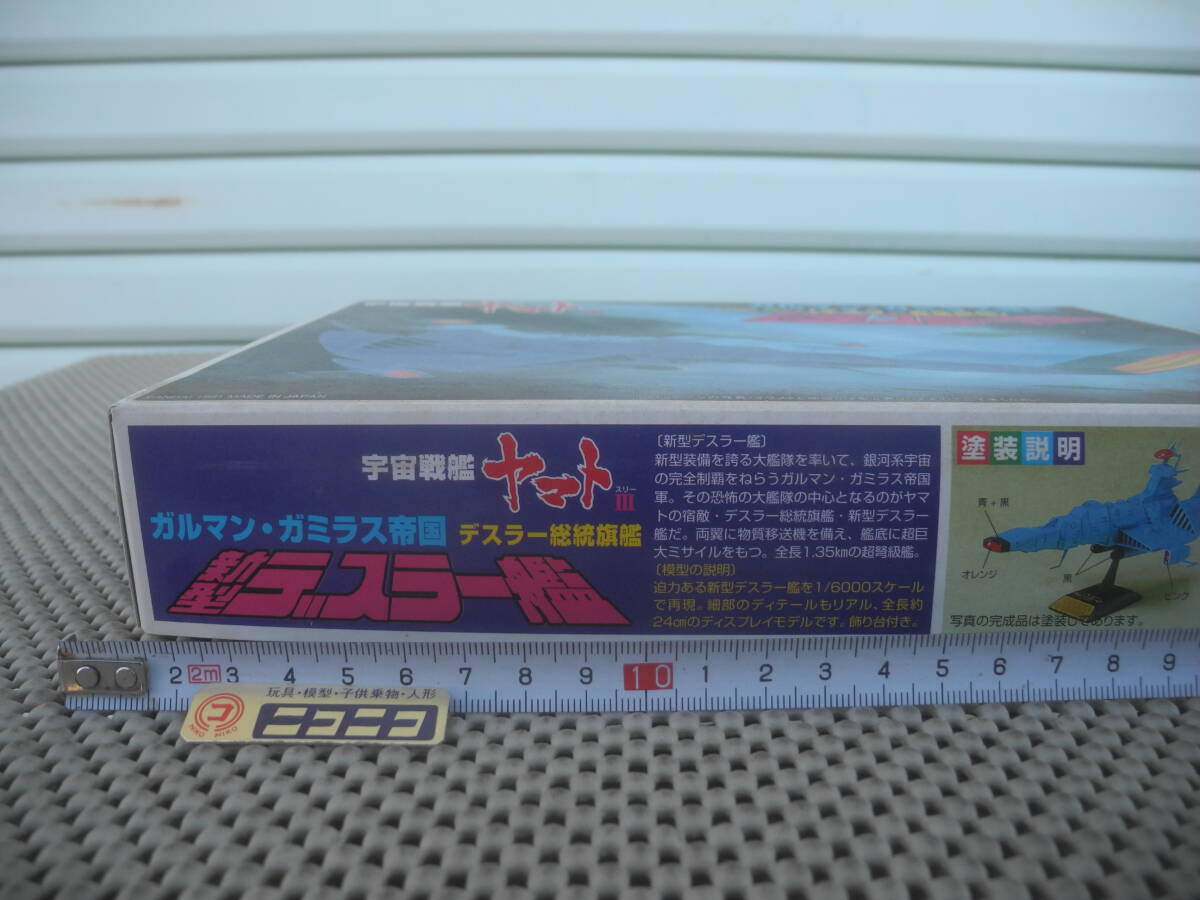 ヤマト
MADE IN JAPAN
宇宙戦艦
ヤマト
スリー
III
ガルマン・ガミラス帝国 デスラー総統旗艦
新型デスラー艦
〔新型デスラー艦〕
新型装備を誇る大艦隊を率いて、銀河系宇宙
の完全制覇をねらうガルマン・ガミラス帝国
軍。その恐怖の大艦隊の中心となるのがヤマ
トの宿敵・デスラー総統旗艦・新型デスラー
艦だ。両翼に物質移送機を備え、艦底に超巨
大ミサイルをもつ。全長1.35kmの超弩級艦。
〔模型の説明〕
迫力ある新型デスラー艦を1/6000スケール
で再現。細部のディテールもリアル、全長約
24cmのディスプレイモデルです。飾り台付き。
塗装説明
青+黒
オレンジ
黒
ピンク
写真の完成品は塗装してあります。
2 2m 3 4 5 6 7 8 9 10 1 2 3 4 5 6 7 8 9
玩具・模型・子供乗物・人形
コ
NIKO NIKO
ニコニコ